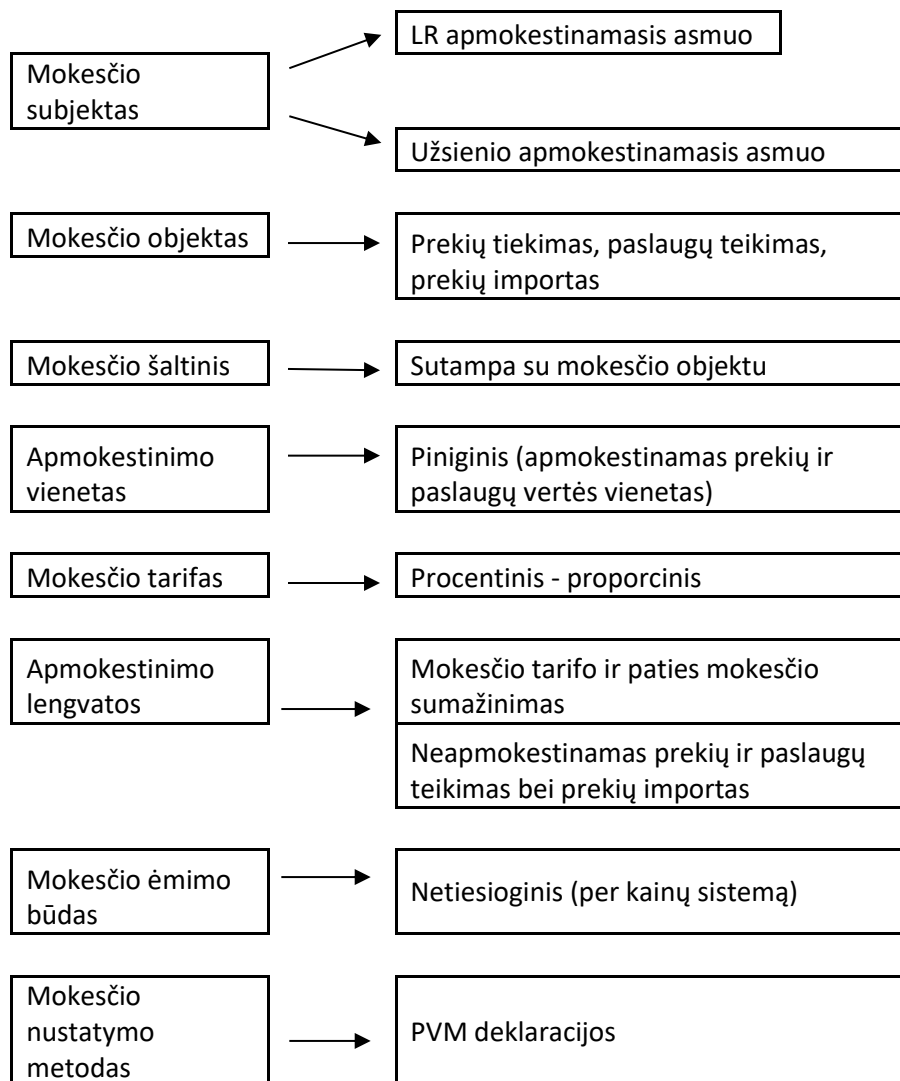 LR apmokestinamasis asmuo
Mokesčio
subjektas
Užsienio apmokestinamasis asmuo
Mokesčio objektas
Prekių tiekimas, paslaugų teikimas,
prekių importas
Mokesčio šaltinis
Sutampa su mokesčio objektu
Apmokestinimo
vienetas
Piniginis (apmokestinamas prekių ir
paslaugų vertės vienetas)
Mokesčio tarifas
Procentinis - proporcinis
Apmokestinimo
lengvatos
Mokesčio tarifo ir paties mokesčio
sumažinimas
Neapmokestinamas prekių ir paslaugų
teikimas bei prekių importas
Mokesčio ėmimo
būdas
Netiesioginis (per kainų sistemą)
Mokesčio
nustatymo
metodas
PVM deklaracijos